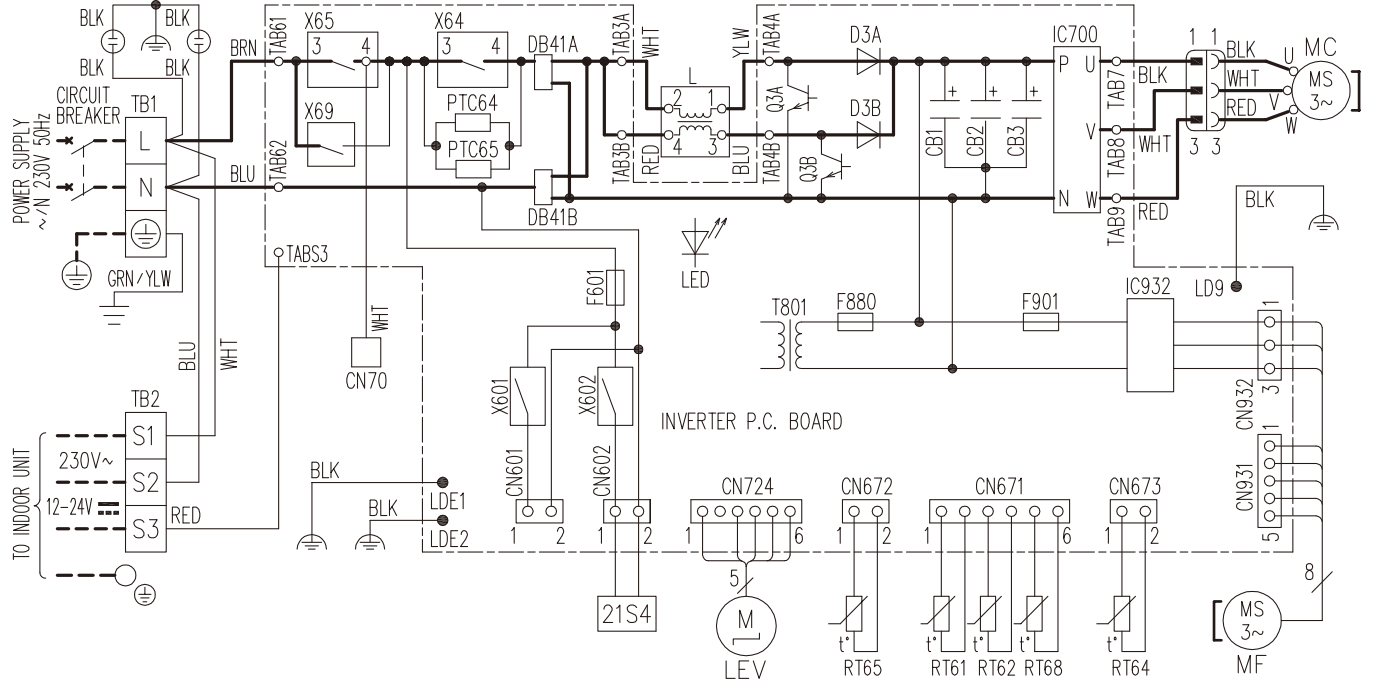 BLK
BLK
BLK
BLK
CIRCUIT
BREAKER
POWER SUPPLY
~/N 230V 50Hz
TB1
L
N
GRN/YLW
BRN
BLU
BLU
WHT
TAB61
TAB62
TABS3
X65
3 4
X69
X64
3 4
PTC64
PTC65
DB41A
DB41B
TAB3A
WHT
TAB3B
RED
L
2 1
4 3
YLW
TAB4A
BLU
TAB4B
Q3A
Q3B
D3A
D3B
+
+
+
CB1
CB2
CB3
IC700
P U
V
N W
TAB7
TAB8
TAB9
BLK
WHT
RED
1 1
3 3
BLK
WHT
RED
U
V
W
MC
MS
3~
BLK
LD9
LED
F601
WHT
CN70
T801
F880
F901
IC932
1
3
CN932
1
CN931
5
8
X601
X602
INVERTER P.C. BOARD
TB2
S1
S2
S3
TO INDOOR UNIT
230V~
12-24V
RED
BLK
LDE1
BLK
LDE2
CN601
1 2
CN602
1 2
21S4
CN724
1 6
5
M
LEV
CN672
1 2
t°
RT65
CN671
1 6
t° t° t°
RT61 RT62 RT68
CN673
1 2
t°
RT64
MS
3~
MF